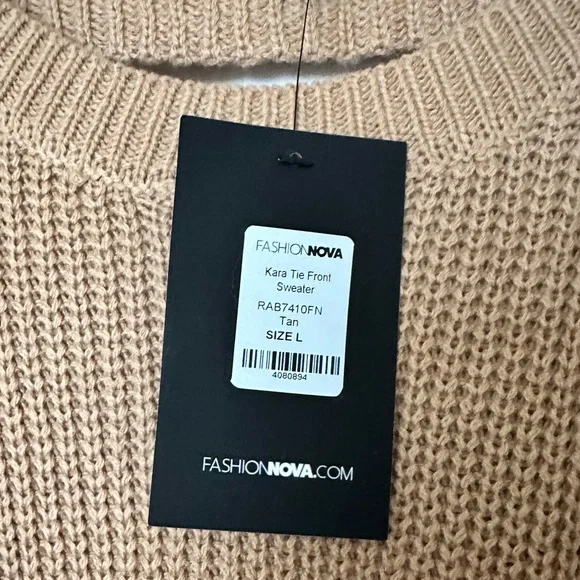 FASHIONNOVA
Kara Tie Front
Sweater
RAB7410FN
Tan
SIZE L
4080894
FASHIONNOVA.COM